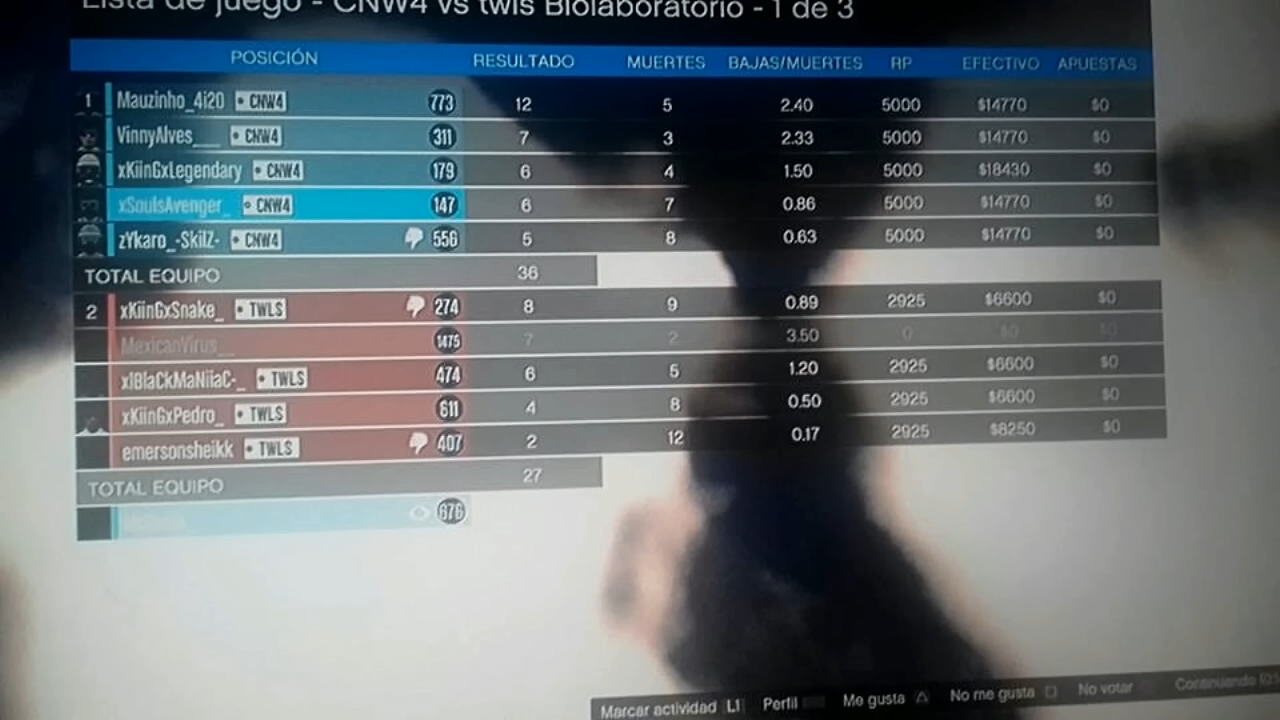 Lista de juego - CNW4 vs twls Biolaboratorio - 1 de 3
POSICIÓN RESULTADO MUERTES BAJAS/MUERTES RP EFECTIVO APUESTAS
1 Mauzinho_4i20 CNW4 773 12 5 2.40 5000 $14770 $0
VinnyAlves___ CNW4 311 7 3 2.33 5000 $14770 $0
xKiinGxLegendary CNW4 179 6 4 1.50 5000 $18430 $0
xSoulsAvenger_ CNW4 147 6 7 0.86 5000 $14770 $0
zYkaro_-SkilZ- CNW4 556 5 8 0.63 5000 $14770 $0
TOTAL EQUIPO 36
2 xKiinGxSnake_ TWLS 274 8 9 0.89 2925 $6600 $0
MexicanVirus__ 1475 7 2 3.50 0 $0 $0
xlBlaCkMaNiiaC-_ TWLS 474 6 5 1.20 2925 $6600 $0
xKiinGxPedro_ TWLS 611 4 8 0.50 2925 $6600 $0
emersonsheikk TWLS 407 2 12 0.17 2925 $8250 $0
TOTAL EQUIPO 27
676
Marcar actividad L1 Perfil Me gusta No me gusta No votar Continuando